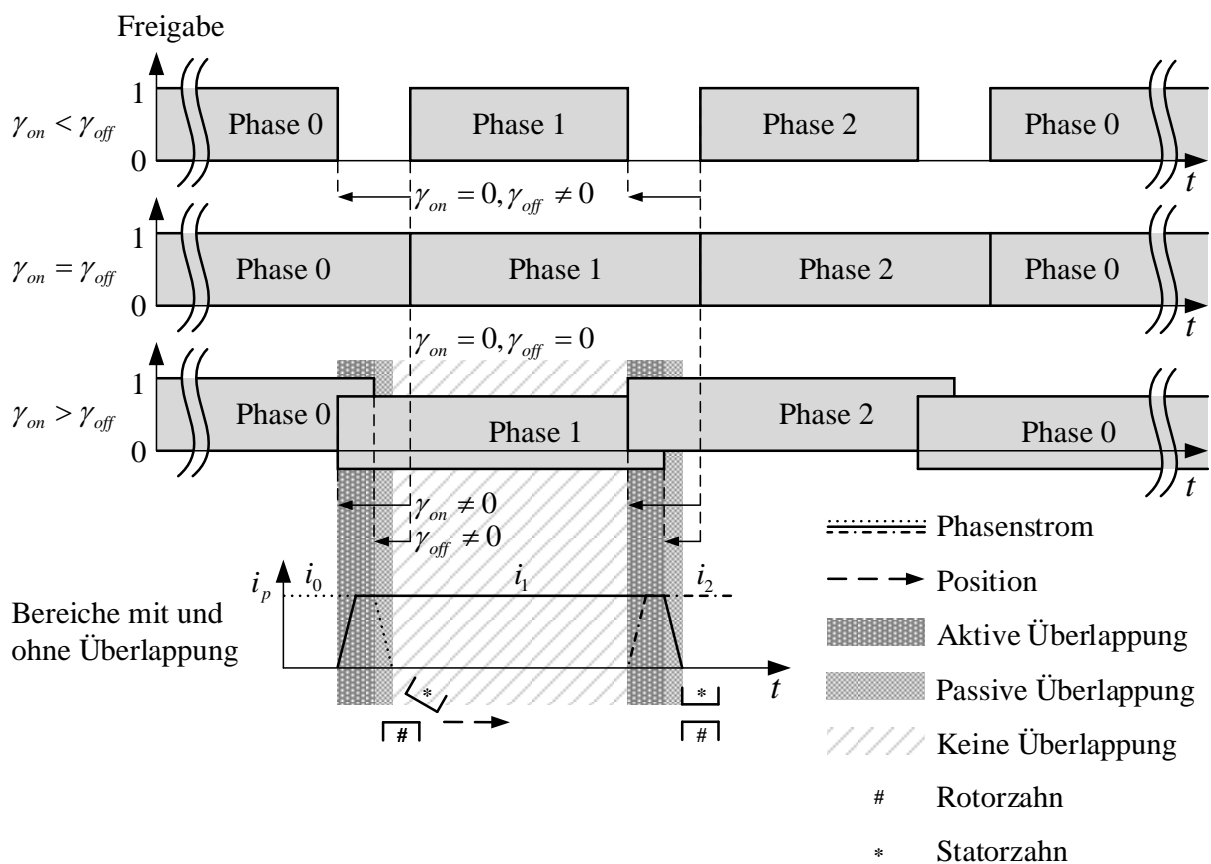 Freigabe
1
γon < γoff
Phase 0
Phase 1
Phase 2
Phase 0
0
t
γon = 0, γoff ≠ 0
1
γon = γoff
Phase 0
Phase 1
Phase 2
Phase 0
0
t
γon = 0, γoff = 0
1
γon > γoff
Phase 0
Phase 1
Phase 2
Phase 0
0
t
γon ≠ 0
γoff ≠ 0
Bereiche mit und
ohne Überlappung
ip
i0
i1
i2
t
*
#
*
#
Phasenstrom
Position
Aktive Überlappung
Passive Überlappung
Keine Überlappung
# Rotorzahn
* Statorzahn